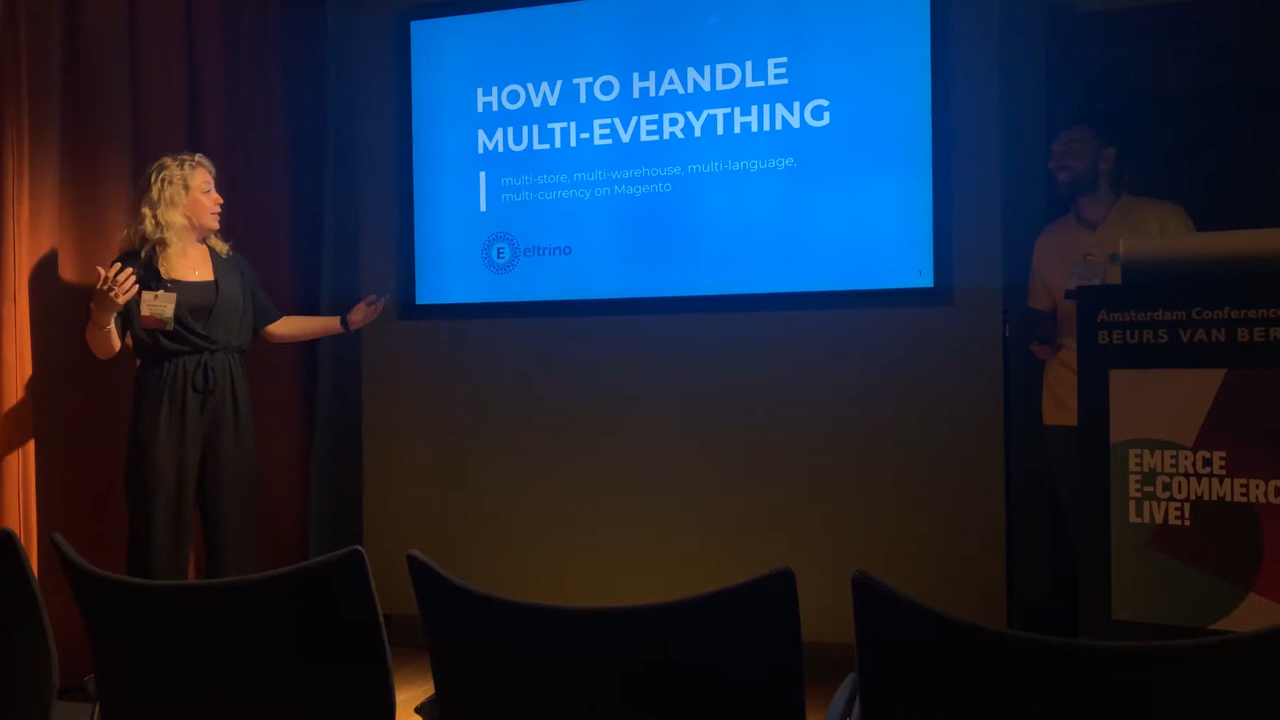 HOW TO HANDLE
MULTI-EVERYTHING
multi-store, multi-warehouse, multi-language,
multi-currency on Magento
E eltrino
1
Amsterdam Conference
BEURS VAN BER
EMERCE
E-COMMERC
LIVE!